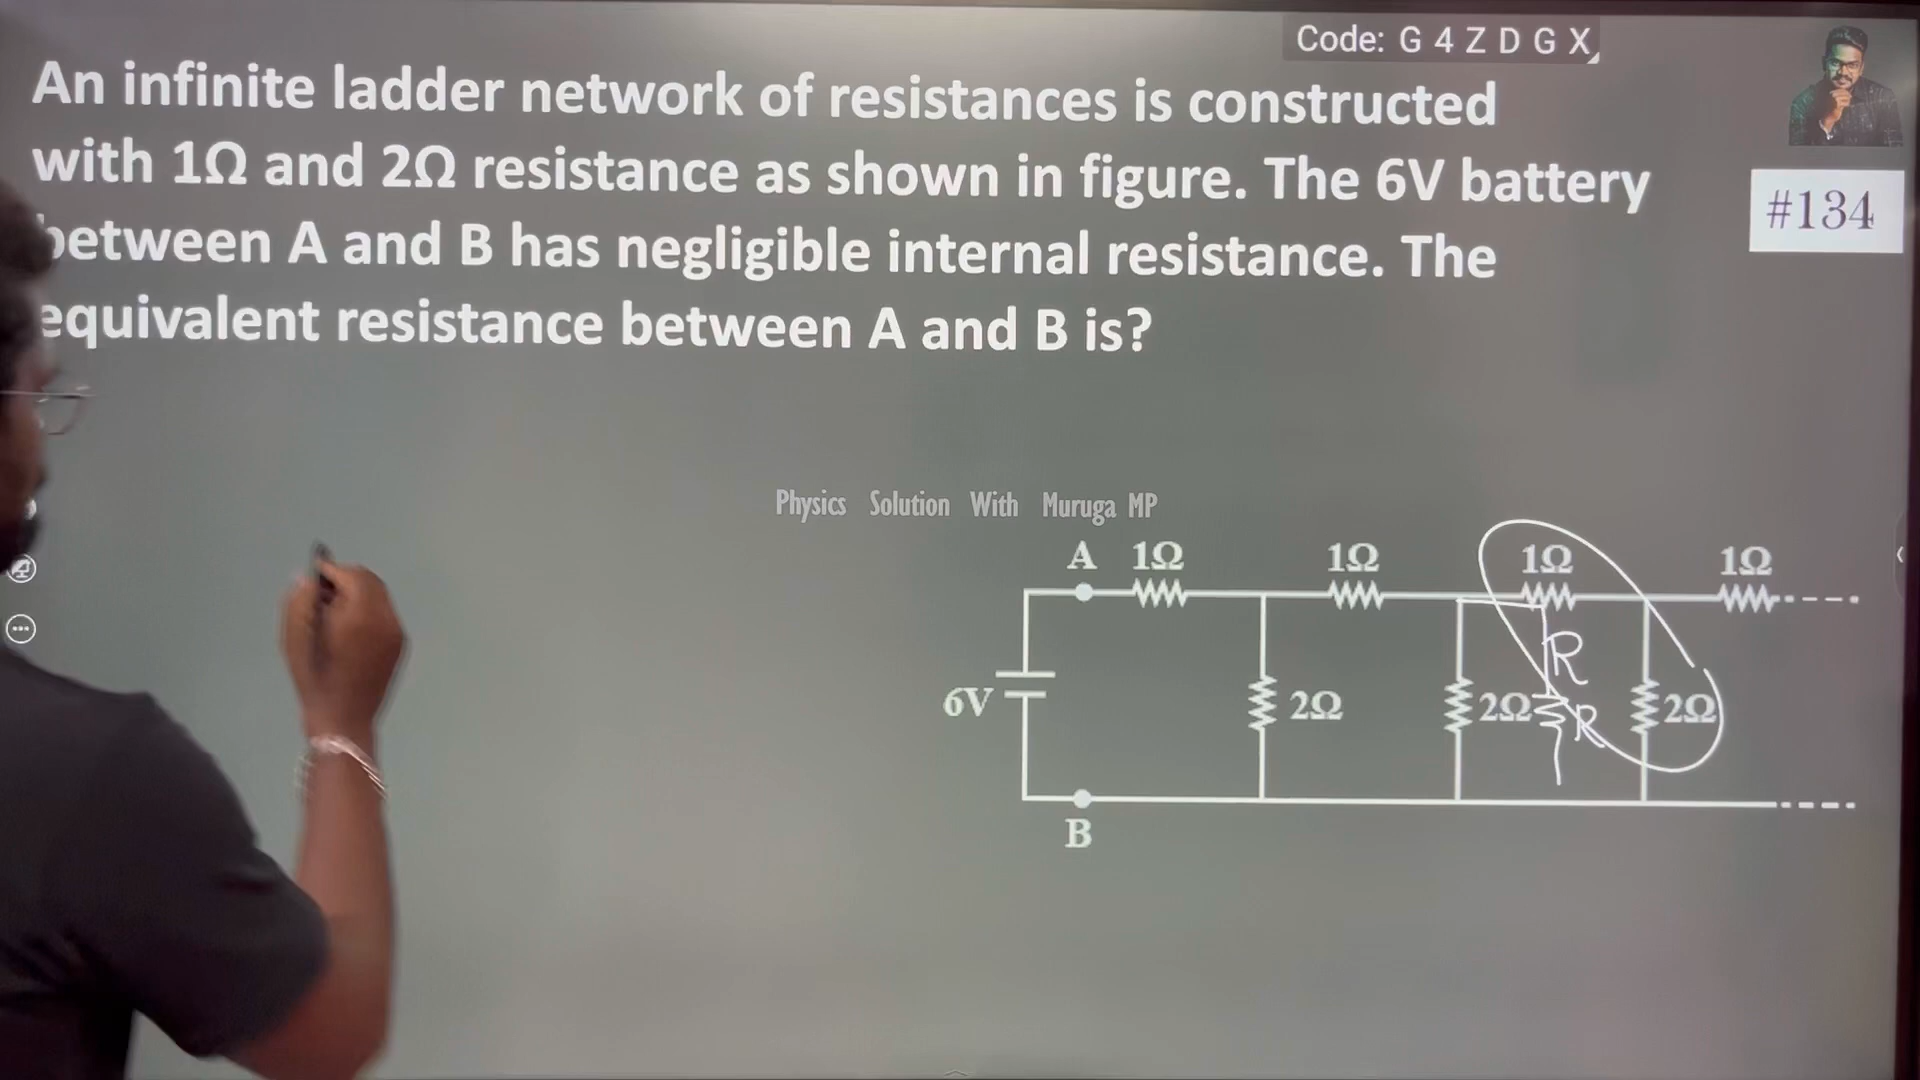 Code: G 4 Z D G X
An infinite ladder network of resistances is constructed
with 1Ω and 2Ω resistance as shown in figure. The 6V battery
between A and B has negligible internal resistance. The
equivalent resistance between A and B is?
#134
Physics Solution With Muruga MP
A 1Ω 1Ω 1Ω 1Ω
R
6V 2Ω 2Ω R 2Ω
B